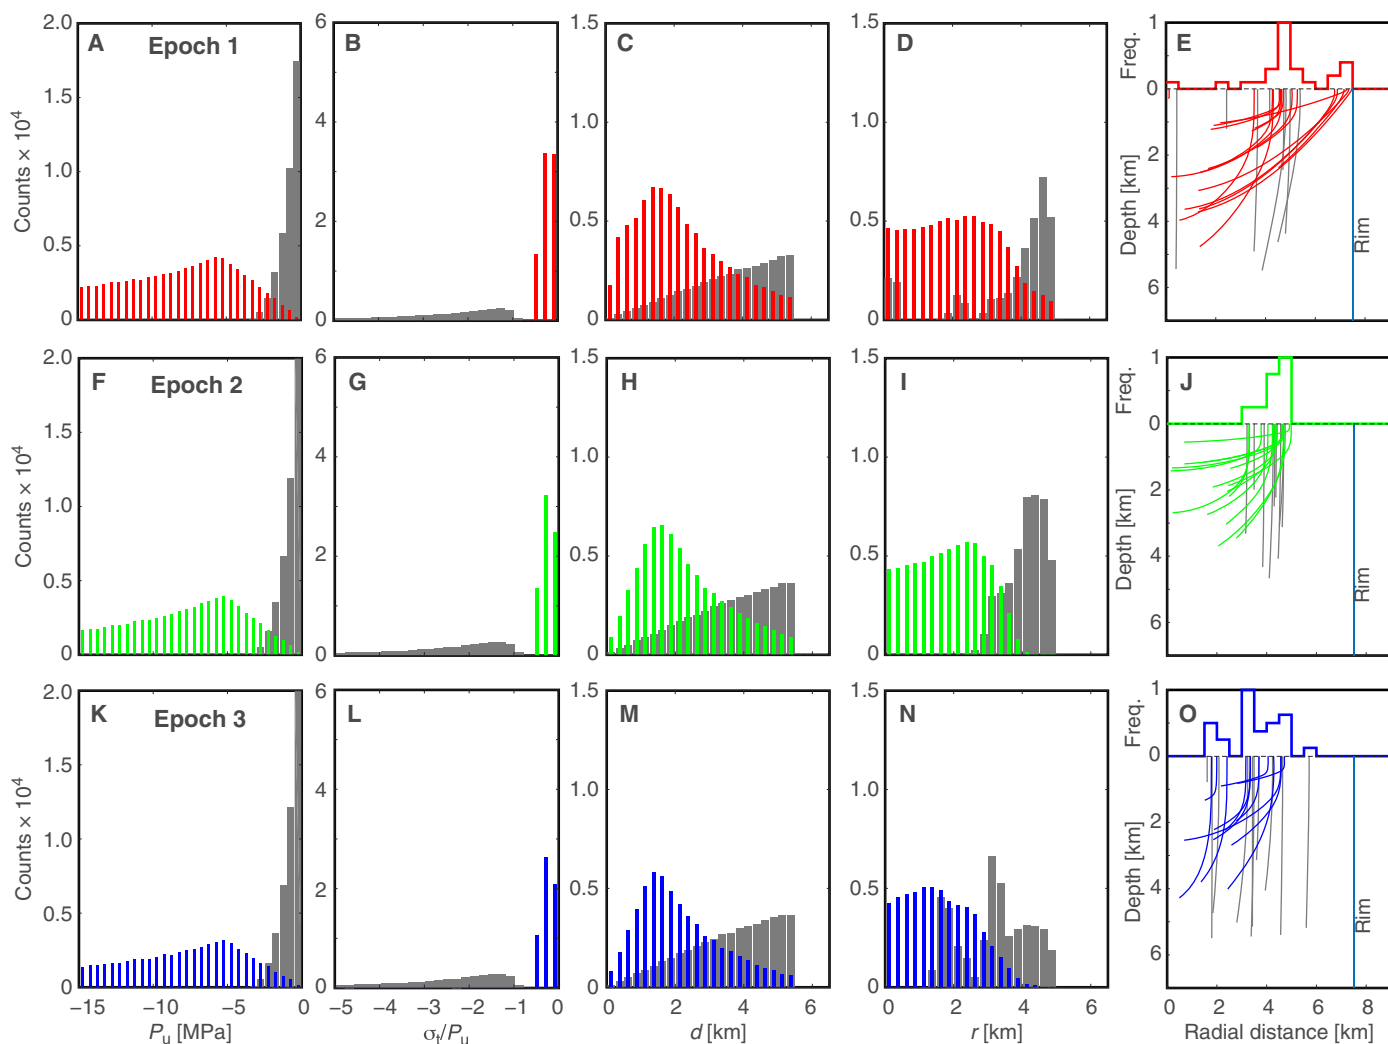 2.0 6 1.5 1.5 1
A Epoch 1 B C D E
Freq.
1.5 0
4 1.0 1.0
Counts × 10⁴
1.0 2
Depth [km]
2 0.5 0.5 4
0.5 Rim
6
0 0 0 0 0 2 4 6 8
2.0 6 1.5 1.5 1
F Epoch 2 G H I J
Freq.
1.5 0
4 1.0 1.0
Counts × 10⁴
1.0 2
Depth [km]
2 0.5 0.5 4
0.5 Rim
6
0 0 0 0
2.0 6 1.5 1.5 1
K Epoch 3 L M N O
Freq.
1.5 0
4 1.0 1.0
Counts × 10⁴
1.0 2
Depth [km]
2 0.5 0.5 4
0.5 Rim
6
0 0 0 0
−15 −10 −5 0 −5 −4 −3 −2 −1 0 0 2 4 6 0 2 4 6 0 2 4 6 8
Pᵤ [MPa] σₜ/Pᵤ d [km] r [km] Radial distance [km]